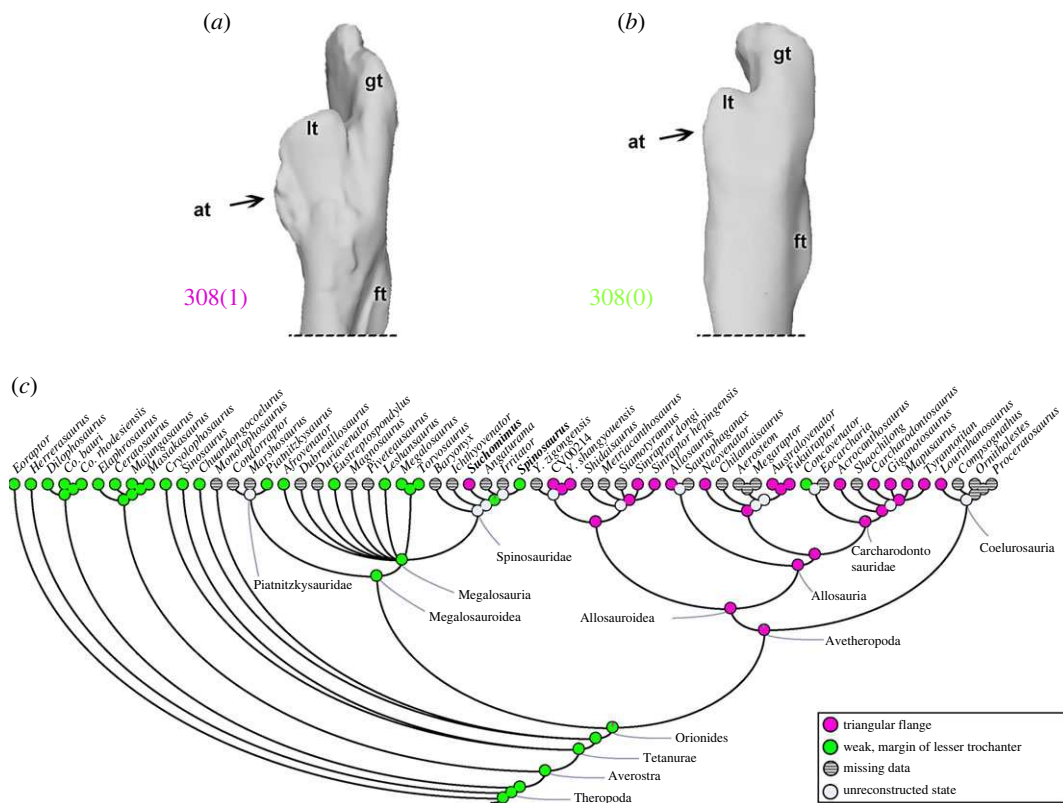 (a)
(b)
gt
lt
at
ft
308(1)
gt
lt
at
ft
308(0)
(c)
Eoraptor
Herrerasaurus
Dilophosaurus
Co. bauri
Co. rhodesiensis
Elaphrosaurus
Ceratosaurus
Majungasaurus
Masiakasaurus
Cryolophosaurus
Sinosaurus
Chuandongocoelurus
Monolophosaurus
Condorraptor
Marshosaurus
Piatnitzkysaurus
Afrovenator
Dubreuillosaurus
Duriavenator
Eustreptospondylus
Magnosaurus
Piveteausaurus
Leshansaurus
Megalosaurus
Torvosaurus
Baryonyx
Ichthyovenator
Suchomimus
Angaturama
Irritator
Spinosaurus
Y. zigongensis
CV00214
Y. shangyouensis
Shidaisaurus
Metriacanthosaurus
Siamotyrannus
Sinraptor dongi
Sinraptor hepingensis
Allosaurus
Saurophaganax
Neovenator
Chilantaisaurus
Aerosteon
Megaraptor
Australovenator
Fukuiraptor
Concavenator
Eocarcharia
Acrocanthosaurus
Shaochilong
Carcharodontosaurus
Giganotosaurus
Mapusaurus
Tyrannotitan
Lourinhanosaurus
Compsognathus
Ornitholestes
Proceratosaurus
Piatnitzkysauridae
Spinosauridae
Megalosauria
Megalosauroidea
Carcharodonto
sauridae
Coelurosauria
Allosauria
Allosauroidea
Avetheropoda
Orionides
Tetanurae
Averostra
Theropoda
triangular flange
weak, margin of lesser trochanter
missing data
unreconstructed state